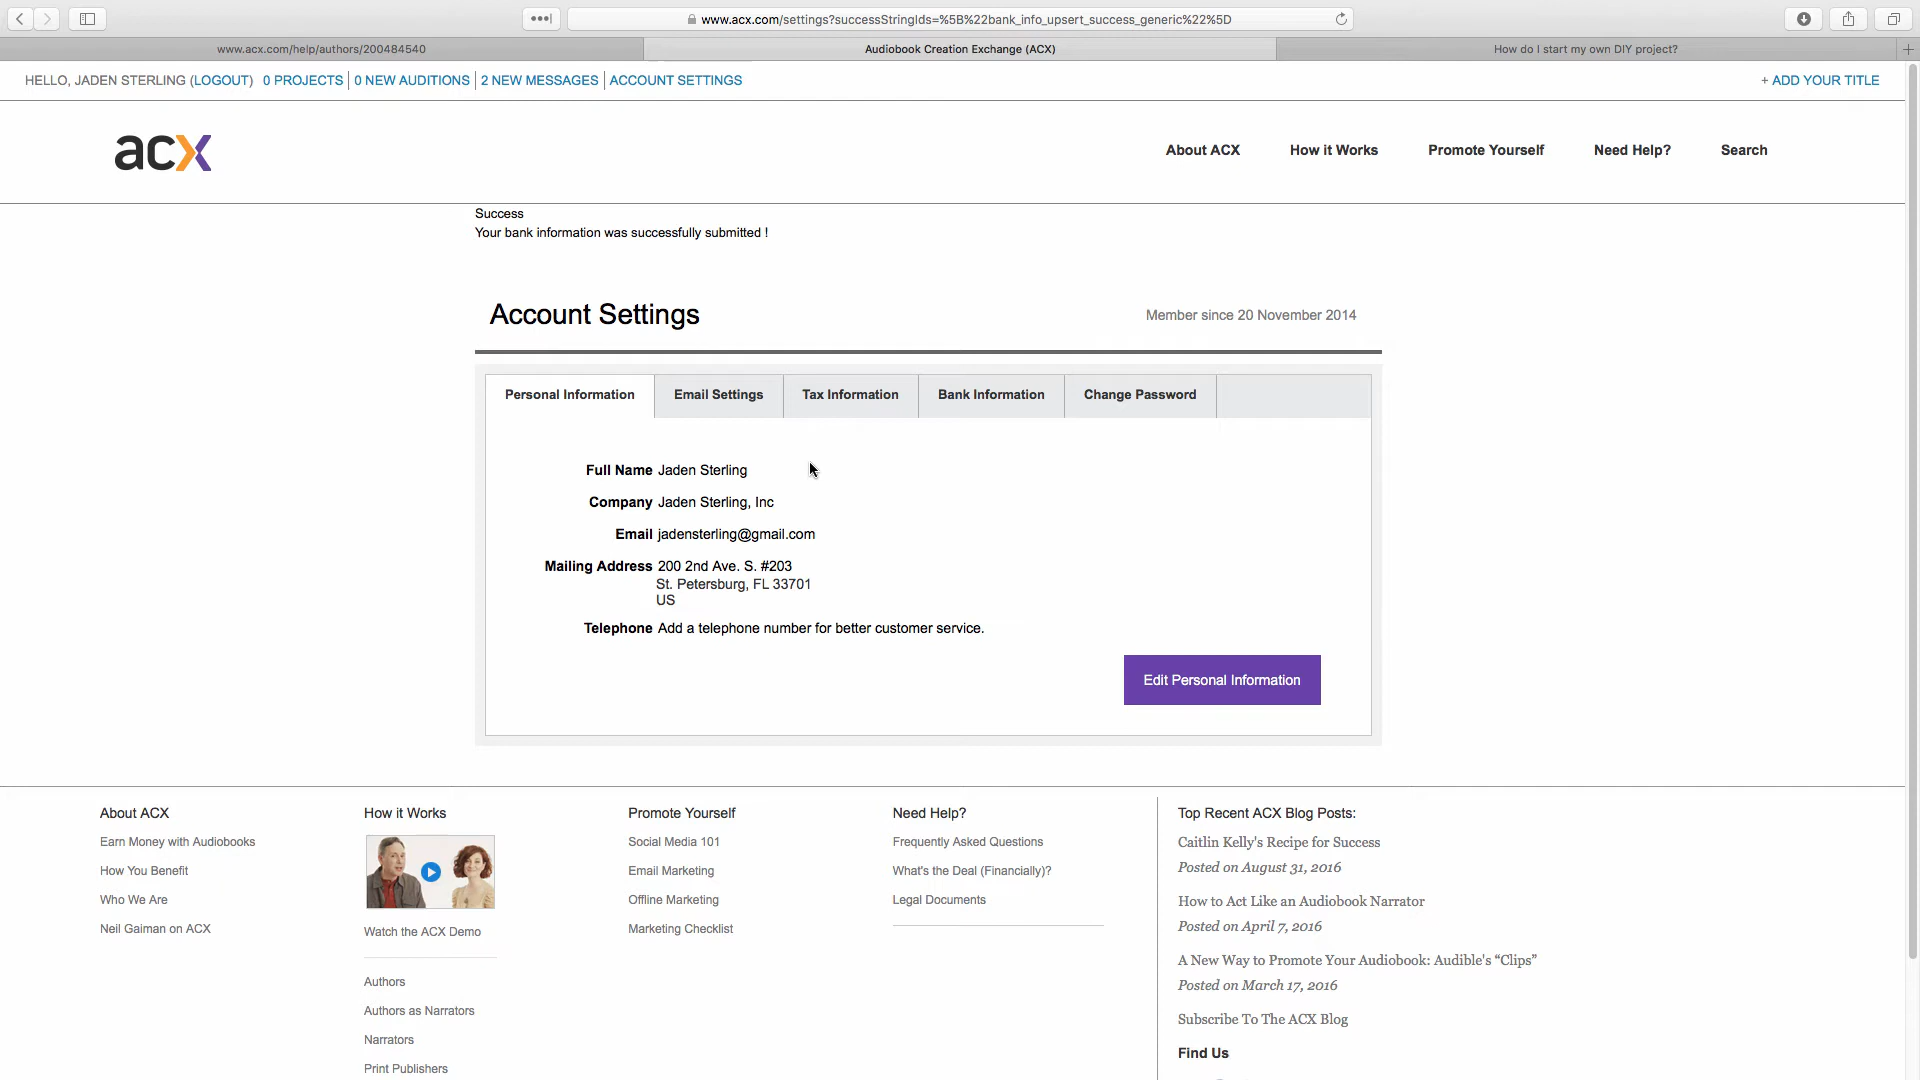 www.acx.com/settings?successStringIds=%5B%22bank_info_upsert_success_generic%22%5D
www.acx.com/help/authors/200484540
Audiobook Creation Exchange (ACX)
How do I start my own DIY project?
HELLO, JADEN STERLING (LOGOUT) 0 PROJECTS 0 NEW AUDITIONS 2 NEW MESSAGES ACCOUNT SETTINGS
+ ADD YOUR TITLE
acx
About ACX How it Works Promote Yourself Need Help? Search
Success
Your bank information was successfully submitted !
Account Settings
Member since 20 November 2014
Personal Information Email Settings Tax Information Bank Information Change Password
Full Name Jaden Sterling
Company Jaden Sterling, Inc
Email jadensterling@gmail.com
Mailing Address 200 2nd Ave. S. #203
St. Petersburg, FL 33701
US
Telephone Add a telephone number for better customer service.
Edit Personal Information
About ACX
Earn Money with Audiobooks
How You Benefit
Who We Are
Neil Gaiman on ACX
How it Works
Watch the ACX Demo
Authors
Authors as Narrators
Narrators
Print Publishers
Promote Yourself
Social Media 101
Email Marketing
Offline Marketing
Marketing Checklist
Need Help?
Frequently Asked Questions
What's the Deal (Financially)?
Legal Documents
Top Recent ACX Blog Posts:
Caitlin Kelly's Recipe for Success
Posted on August 31, 2016
How to Act Like an Audiobook Narrator
Posted on April 7, 2016
A New Way to Promote Your Audiobook: Audible's “Clips”
Posted on March 17, 2016
Subscribe To The ACX Blog
Find Us